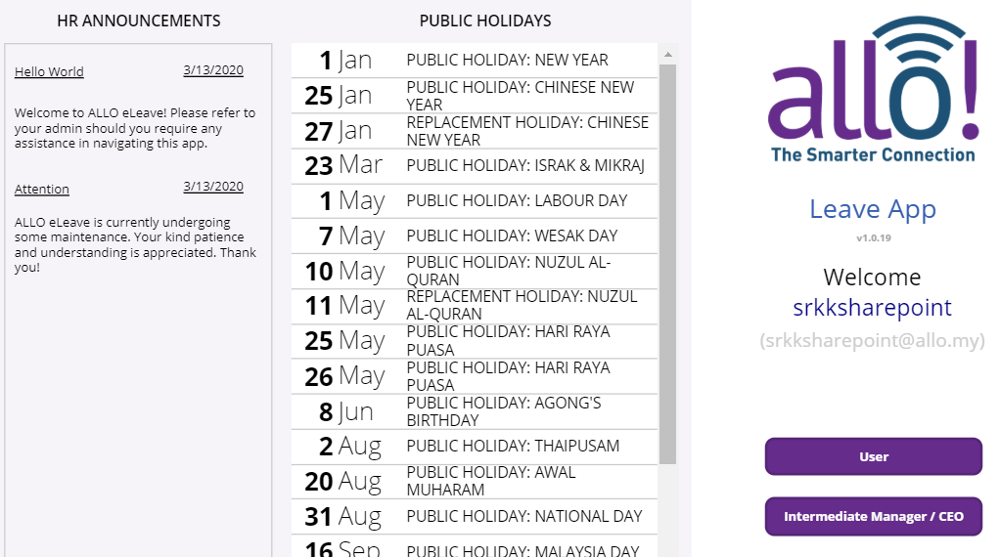 HR ANNOUNCEMENTS
Hello World 3/13/2020
Welcome to ALLO eLeave! Please refer to
your admin should you require any
assistance in navigating this app.
Attention 3/13/2020
ALLO eLeave is currently undergoing
some maintenance. Your kind patience
and understanding is appreciated. Thank
you!
PUBLIC HOLIDAYS
1 Jan PUBLIC HOLIDAY: NEW YEAR
25 Jan PUBLIC HOLIDAY: CHINESE NEW
YEAR
27 Jan REPLACEMENT HOLIDAY: CHINESE
NEW YEAR
23 Mar PUBLIC HOLIDAY: ISRAK & MIKRAJ
1 May PUBLIC HOLIDAY: LABOUR DAY
7 May PUBLIC HOLIDAY: WESAK DAY
10 May PUBLIC HOLIDAY: NUZUL AL-
QURAN
11 May REPLACEMENT HOLIDAY: NUZUL
AL-QURAN
25 May PUBLIC HOLIDAY: HARI RAYA
PUASA
26 May PUBLIC HOLIDAY: HARI RAYA
PUASA
8 Jun PUBLIC HOLIDAY: AGONG'S
BIRTHDAY
2 Aug PUBLIC HOLIDAY: THAIPUSAM
20 Aug PUBLIC HOLIDAY: AWAL
MUHARAM
31 Aug PUBLIC HOLIDAY: NATIONAL DAY
16 Sep PUBLIC HOLIDAY: MALAYSIA DAY
allo!
The Smarter Connection
Leave App
v1.0.19
Welcome
srkksharepoint
(srkksharepoint@allo.my)
User
Intermediate Manager / CEO